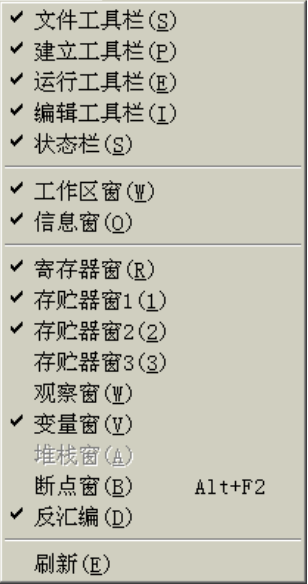 文件工具栏(S)
建立工具栏(P)
运行工具栏(E)
编辑工具栏(I)
状态栏(S)
工作区窗(W)
信息窗(O)
寄存器窗(R)
存贮器窗1(1)
存贮器窗2(2)
存贮器窗3(3)
观察窗(W)
变量窗(V)
堆栈窗(A)
断点窗(B) Alt+F2
反汇编(D)
刷新(E)